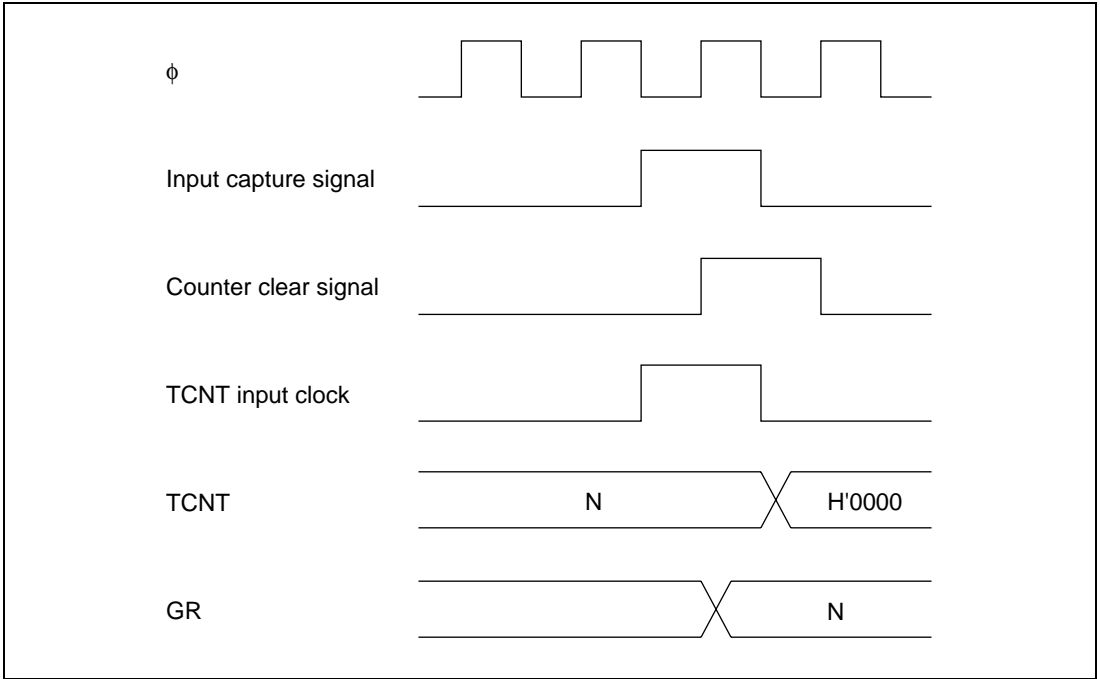 ϕ
Input capture signal
Counter clear signal
TCNT input clock
TCNT
N
H'0000
GR
N